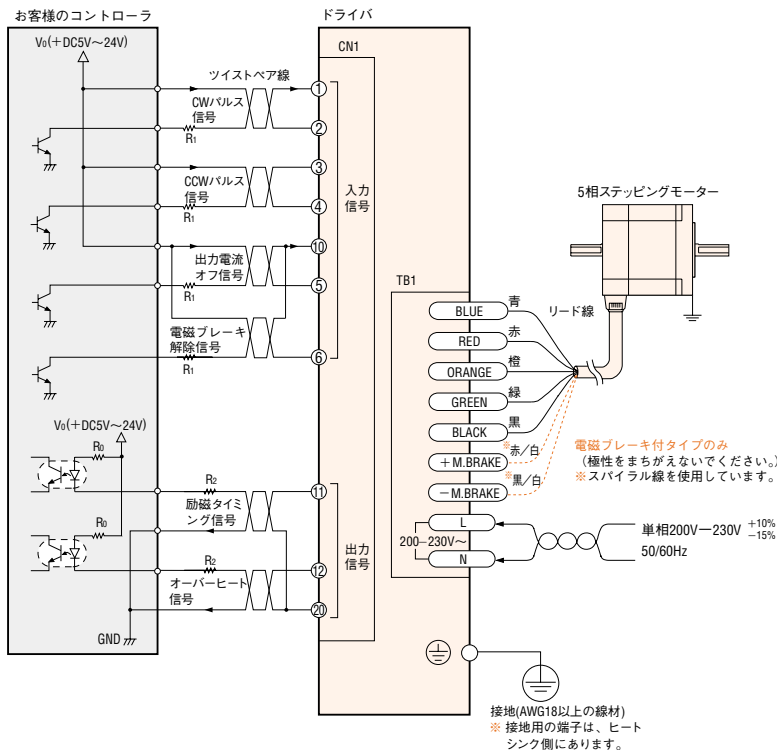 お客様のコントローラ
ドライバ
V0(+DC5V～24V)
CN1
ツイストペア線
CWパルス
信号
R1
①
②
CCWパルス
信号
R1
③
④
入力
信号
出力電流
オフ信号
R1
⑩
⑤
電磁ブレーキ
解除信号
R1
⑥
5相ステッピングモーター
TB1
リード線
BLUE 青
RED 赤
ORANGE 橙
GREEN 緑
BLACK 黒
+M.BRAKE ※赤／白
−M.BRAKE ※黒／白
電磁ブレーキ付タイプのみ
(極性をまちがえないでください。)
※スパイラル線を使用しています。
L
200−230V～
N
単相200V−230V +10% −15%
50/60Hz
V0(+DC5V～24V)
R0
R2
⑪
励磁タイミ
ング信号
R0
R2
⑫
オーバーヒート
信号
⑳
出力
信号
GND
接地(AWG18以上の線材)
※ 接地用の端子は、ヒート
シンク側にあります。